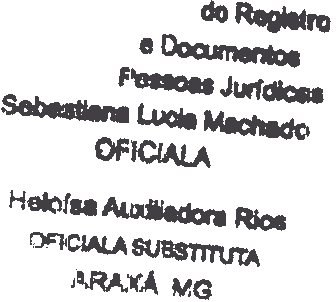 do Registro
e Documentos
Pessoas Jurídicas
Sebastiana Lucia Machado
OFICIALA
Heloísa Auxiliadora Rios
OFICIALA SUBSTITUTA
ARAXÁ MG